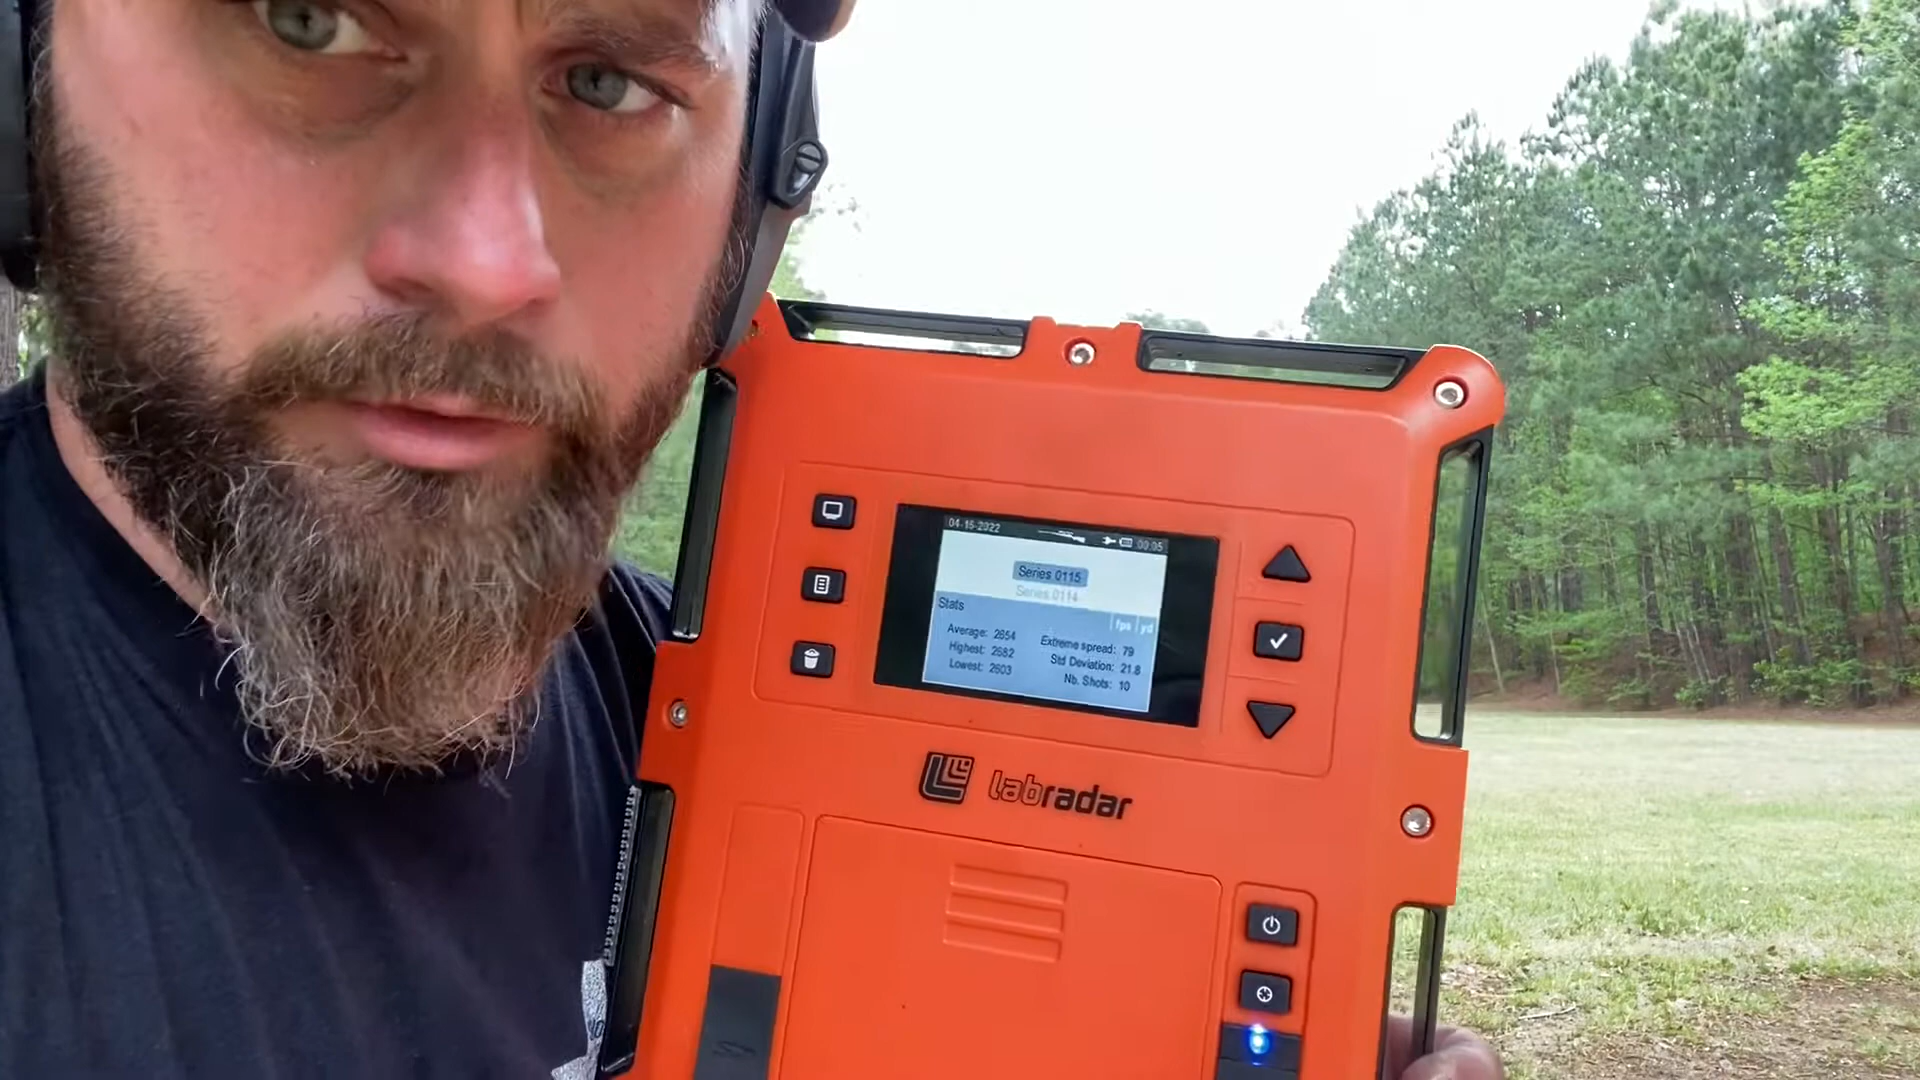 04-15-2022 00:05
Series 0115
Series 0114
Stats
fps yd
Average: 2654 Extreme spread: 79
Highest: 2682 Std Deviation: 21.8
Lowest: 2603 Nb. Shots: 10
labradar